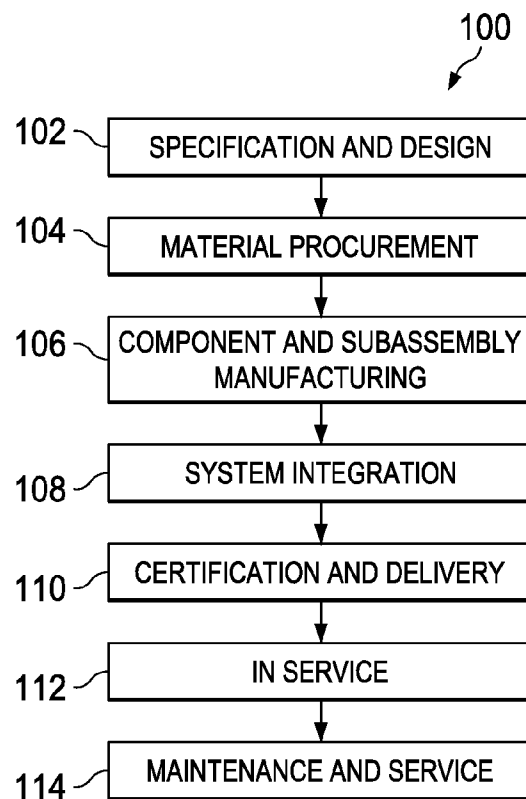 100
102
SPECIFICATION AND DESIGN
104
MATERIAL PROCUREMENT
106
COMPONENT AND SUBASSEMBLY
MANUFACTURING
108
SYSTEM INTEGRATION
110
CERTIFICATION AND DELIVERY
112
IN SERVICE
114
MAINTENANCE AND SERVICE